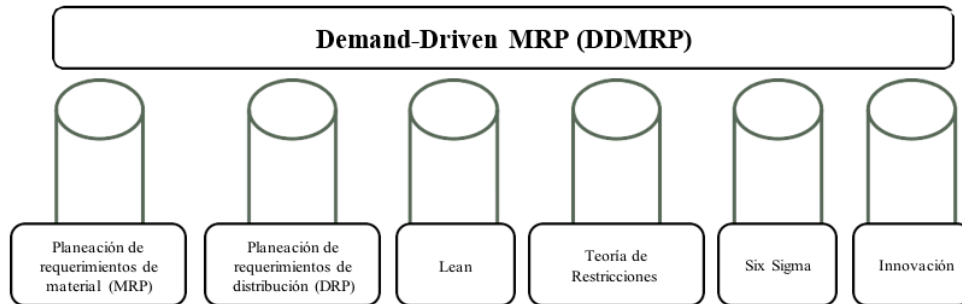 Demand-Driven MRP (DDMRP)
Planeación de
requerimientos de
material (MRP)
Planeación de
requerimientos de
distribución (DRP)
Lean
Teoría de
Restricciones
Six Sigma
Innovación